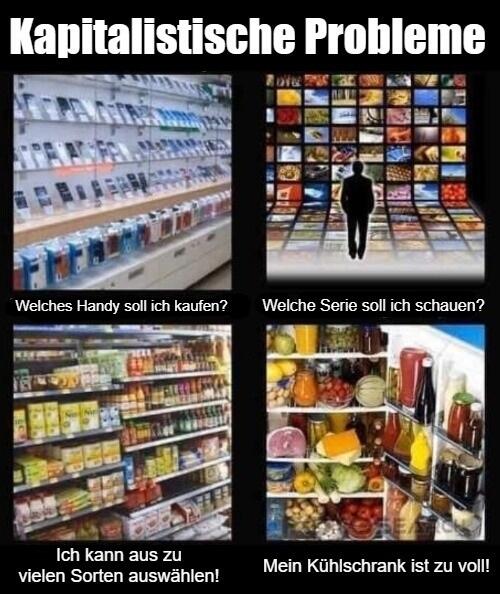 Kapitalistische Probleme
Welches Handy soll ich kaufen?
Welche Serie soll ich schauen?
Ich kann aus zu
vielen Sorten auswählen!
Mein Kühlschrank ist zu voll!